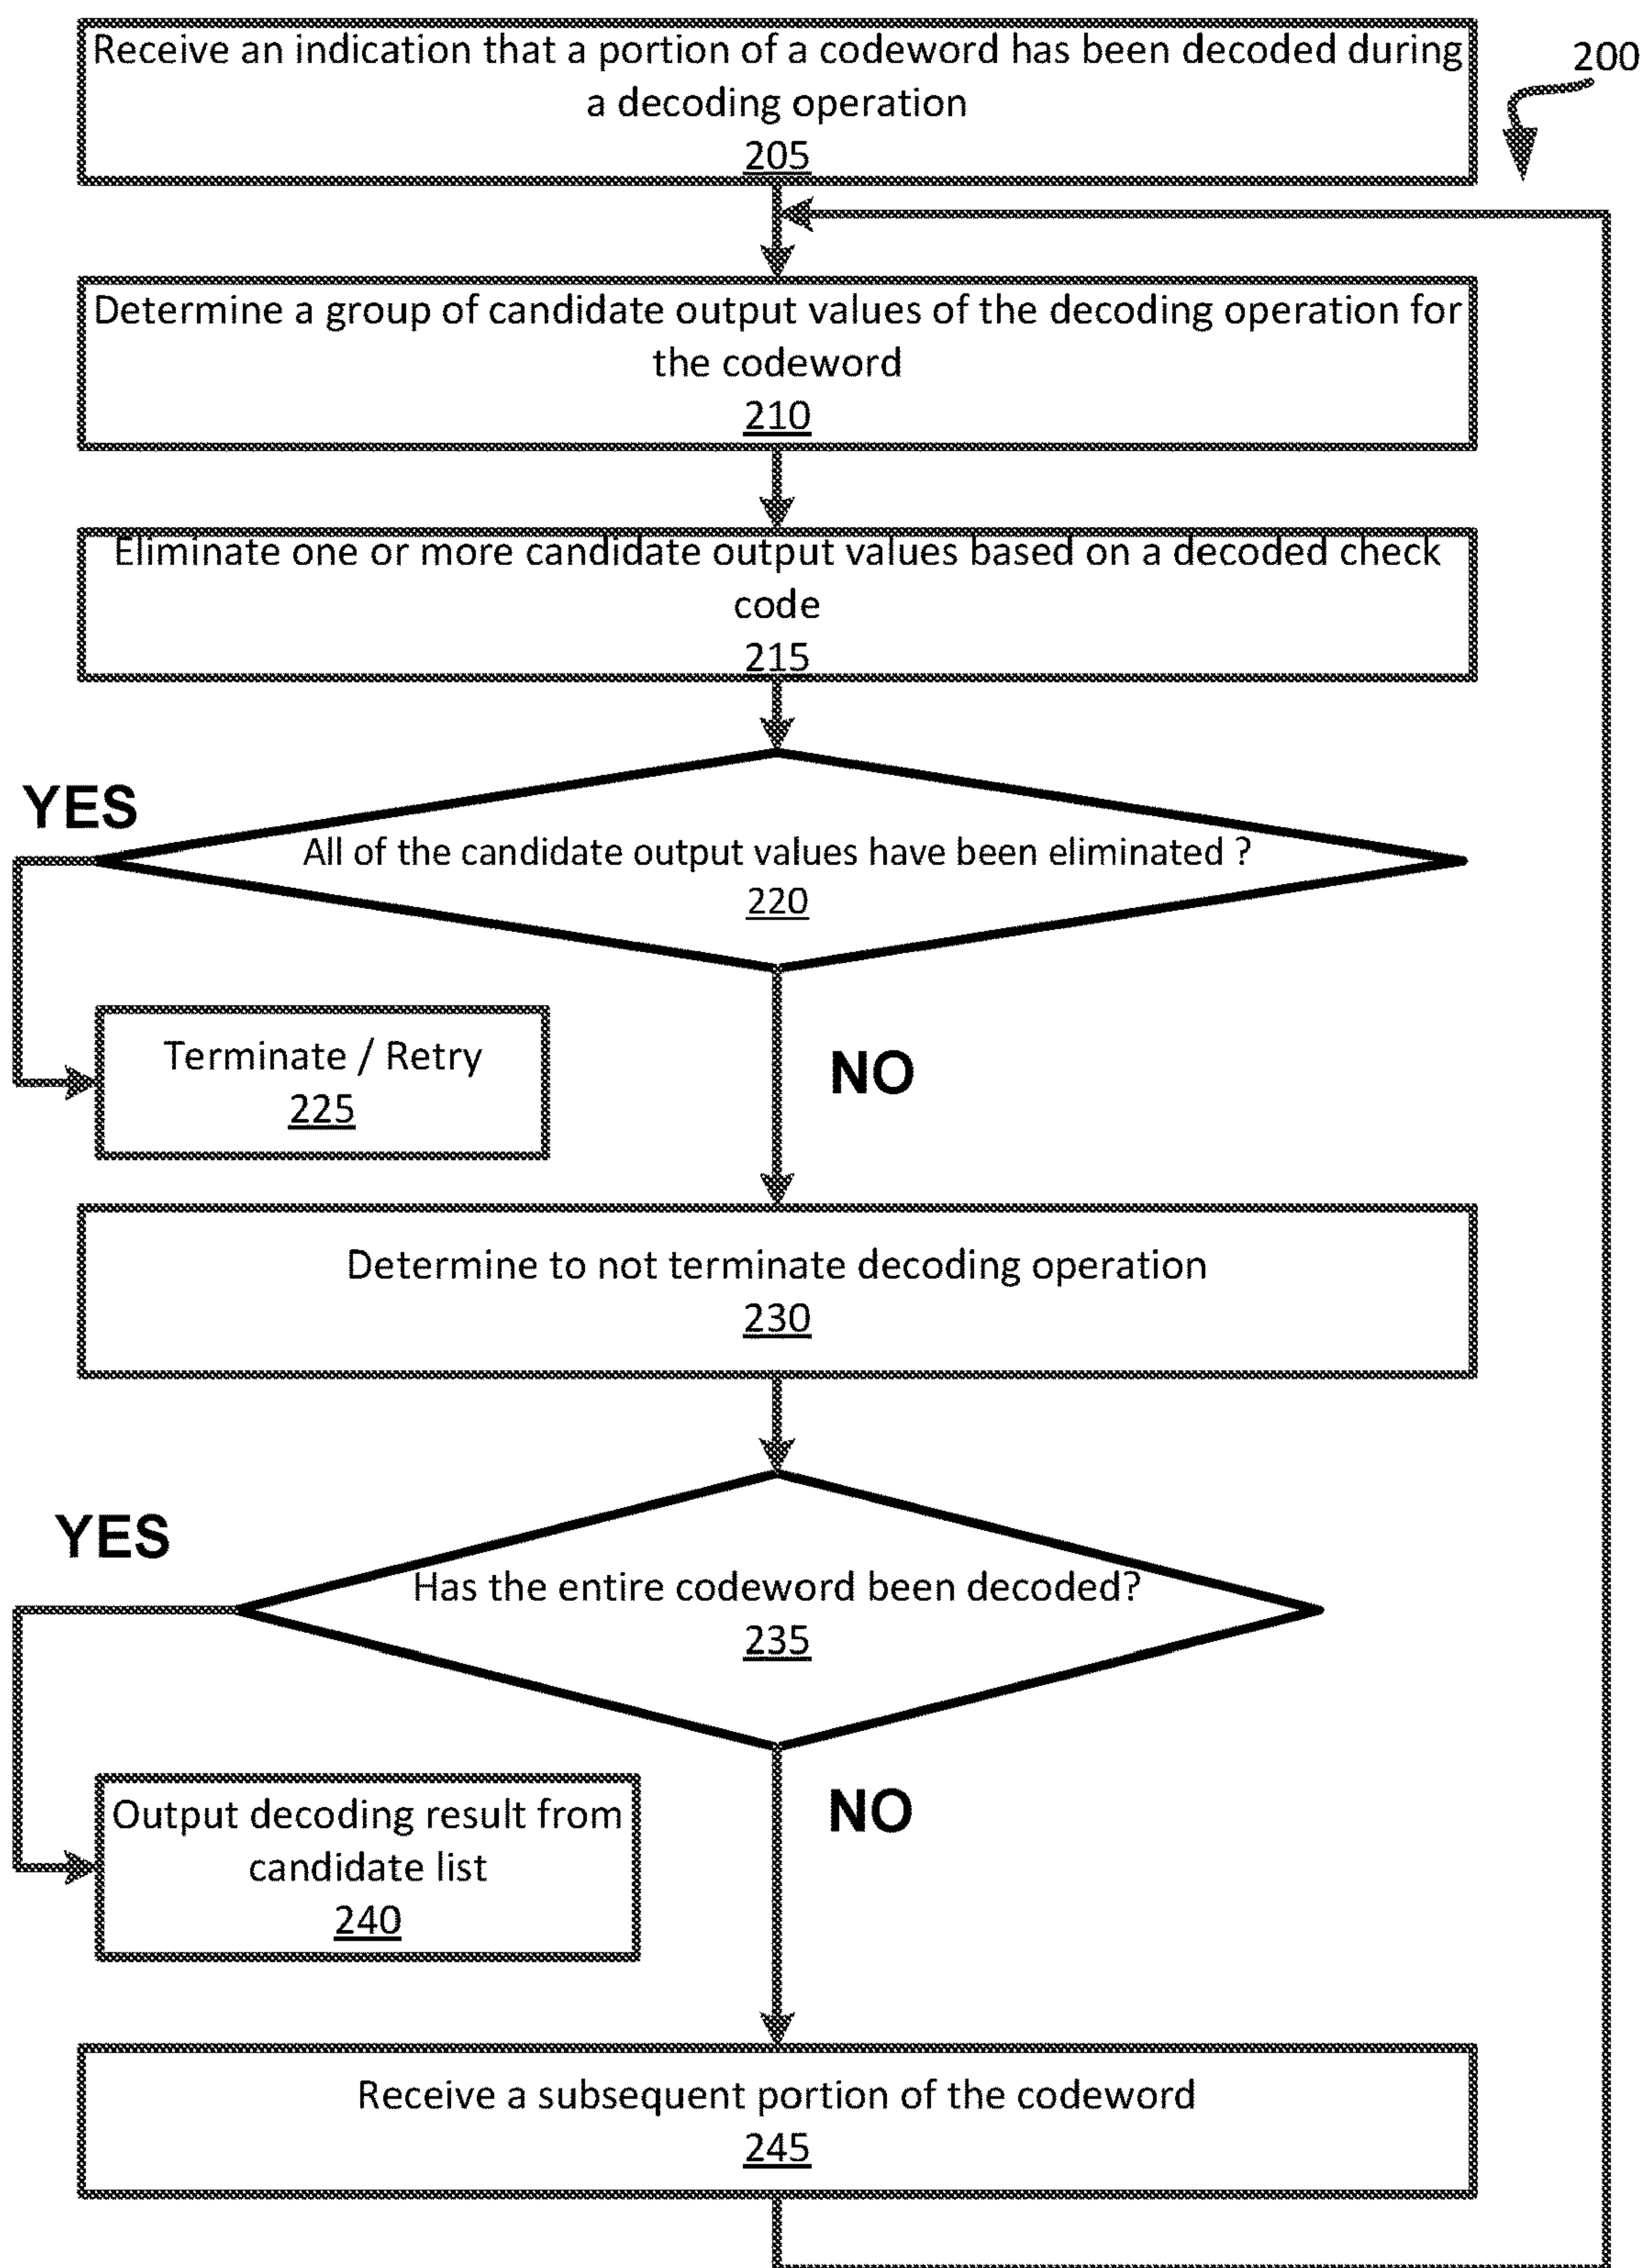 Receive an indication that a portion of a codeword has been decoded during
a decoding operation
205
200
Determine a group of candidate output values of the decoding operation for
the codeword
210
Eliminate one or more candidate output values based on a decoded check
code
215
YES
All of the candidate output values have been eliminated ?
220
Terminate / Retry
225
NO
Determine to not terminate decoding operation
230
YES
Has the entire codeword been decoded?
235
Output decoding result from
candidate list
240
NO
Receive a subsequent portion of the codeword
245